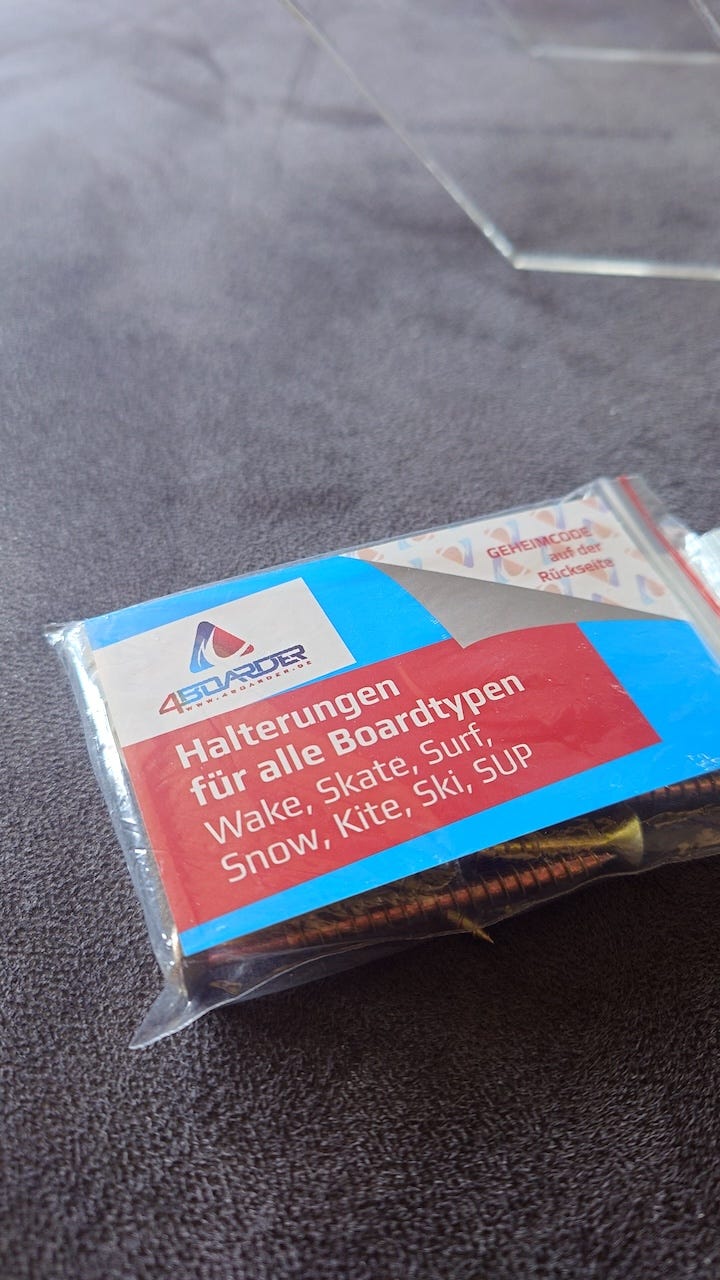 GEHEIMCODE
auf der
Rückseite
4BOARDER
WWW.4BOARDER.DE
Halterungen
für alle Boardtypen
Wake, Skate, Surf,
Snow, Kite, Ski, SUP